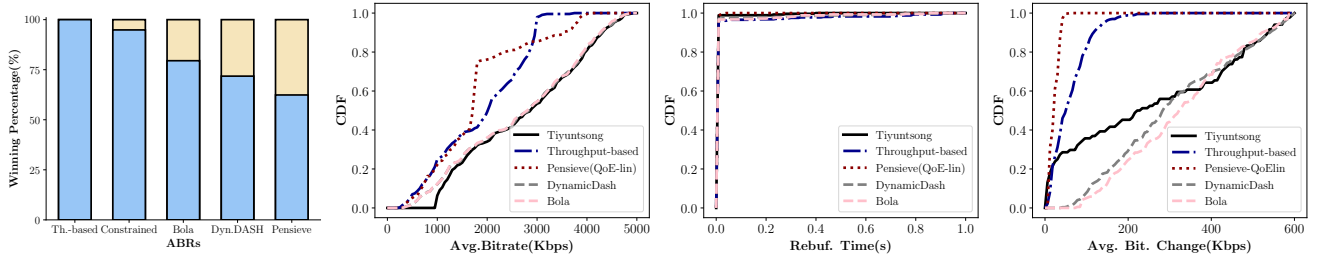 Winning Percentage(%)
100
75
50
25
0
Th.-based Constrained Bola Dyn.DASH Pensieve
ABRs
CDF
1.0
0.8
0.6
0.4
0.2
0.0
Tiyuntsong
Throughput-based
Pensieve(QoE-lin)
DynamicDash
Bola
0 1000 2000 3000 4000 5000
Avg.Bitrate(Kbps)
CDF
1.0
0.8
0.6
0.4
0.2
0.0
Tiyuntsong
Throughput-based
Pensieve(QoE-lin)
DynamicDash
Bola
0.0 0.2 0.4 0.6 0.8 1.0
Rebuf. Time(s)
CDF
1.0
0.8
0.6
0.4
0.2
0.0
Tiyuntsong
Throughput-based
Pensieve-QoElin
DynamicDash
Bola
0 200 400 600
Avg. Bit. Change(Kbps)